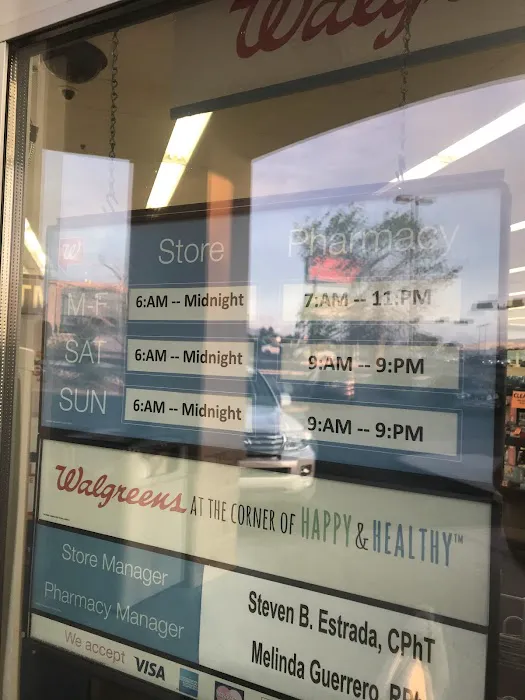 Walgr
W
Store Pharmacy
M-F 6:AM -- Midnight 7:AM -- 11:PM
SAT 6:AM -- Midnight 9:AM -- 9:PM
SUN 6:AM -- Midnight 9:AM -- 9:PM
Walgreens AT THE CORNER OF HAPPY & HEALTHY™
Store Manager Steven B. Estrada, CPhT
Pharmacy Manager Melinda Guerrero,
We accept VISA